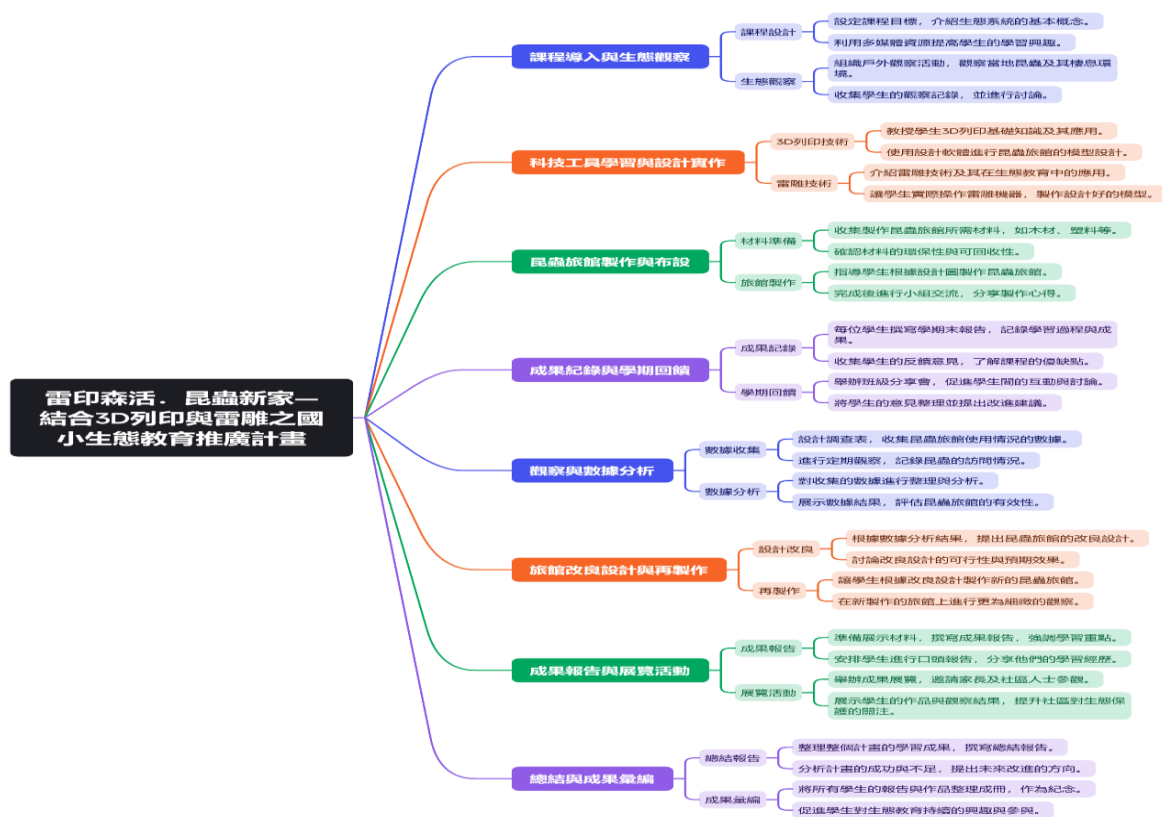 雷印森活．昆蟲新家—
結合3D列印與雷雕之國
小生態教育推廣計畫
課程導入與生態觀察
課程設計
設定課程目標，介紹生態系統的基本概念。
利用多媒體資源提高學生的學習興趣。
生態觀察
組織戶外觀察活動，觀察當地昆蟲及其棲息環
境。
收集學生的觀察記錄，並進行討論。
科技工具學習與設計實作
3D列印技術
教授學生3D列印基礎知識及其應用。
使用設計軟體進行昆蟲旅館的模型設計。
雷雕技術
介紹雷雕技術及其在生態教育中的應用。
讓學生實際操作雷雕機器，製作設計好的模型。
昆蟲旅館製作與布設
材料準備
收集製作昆蟲旅館所需材料，如木材、塑料等。
確認材料的環保性與可回收性。
旅館製作
指導學生根據設計圖製作昆蟲旅館。
完成後進行小組交流，分享製作心得。
成果紀錄與學期回饋
成果記錄
每位學生撰寫學期末報告，記錄學習過程與成
果。
收集學生的反饋意見，了解課程的優缺點。
學期回饋
舉辦班級分享會，促進學生間的互動與討論。
將學生的意見整理並提出改進建議。
觀察與數據分析
數據收集
設計調查表，收集昆蟲旅館使用情況的數據。
進行定期觀察，記錄昆蟲的訪問情況。
數據分析
對收集的數據進行整理與分析。
展示數據結果，評估昆蟲旅館的有效性。
旅館改良設計與再製作
設計改良
根據數據分析結果，提出昆蟲旅館的改良設計。
討論改良設計的可行性與預期效果。
再製作
讓學生根據改良設計製作新的昆蟲旅館。
在新製作的旅館上進行更為細緻的觀察。
成果報告與展覽活動
成果報告
準備展示材料，撰寫成果報告，強調學習重點。
安排學生進行口頭報告，分享他們的學習經歷。
展覽活動
舉辦成果展覽，邀請家長及社區人士參觀。
展示學生的作品與觀察結果，提升社區對生態保
護的關注。
總結與成果彙編
總結報告
整理整個計畫的學習成果，撰寫總結報告。
分析計畫的成功與不足，提出未來改進的方向。
成果彙編
將所有學生的報告與作品整理成冊，作為紀念。
促進學生對生態教育持續的興趣與參與。